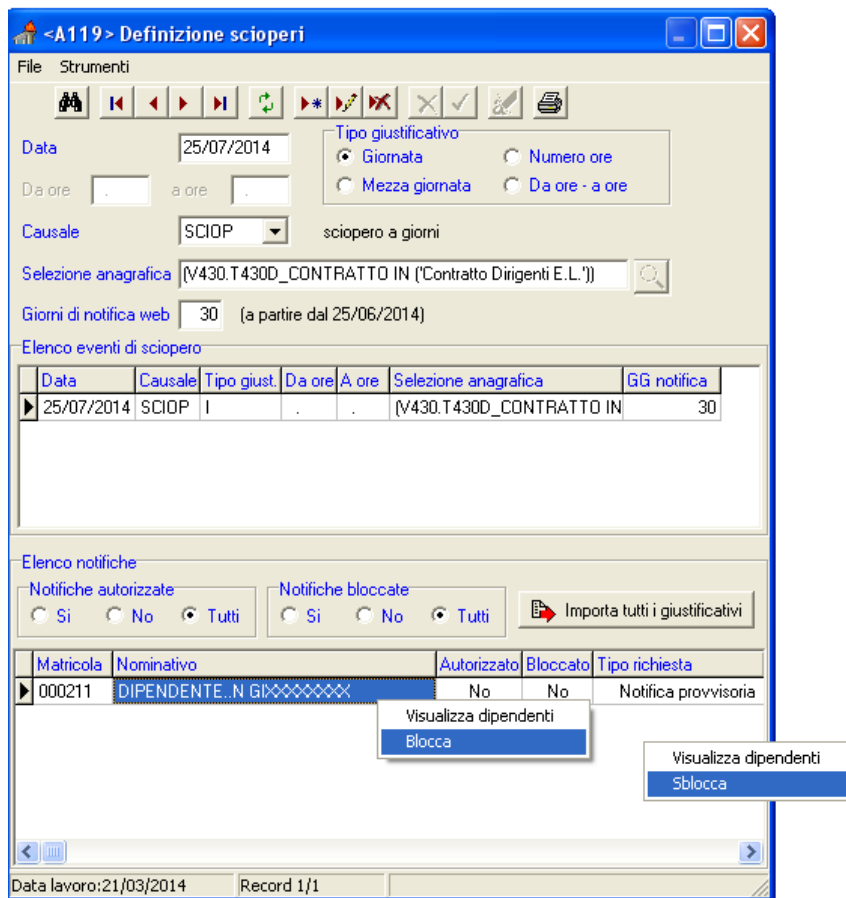 <A119> Definizione scioperi
File Strumenti
Data 25/07/2014
Tipo giustificativo
Giornata Numero ore
Mezza giornata Da ore - a ore
Da ore . a ore .
Causale SCIOP sciopero a giorni
Selezione anagrafica (V430.T430D_CONTRATTO IN ('Contratto Dirigenti E.L.'))
Giorni di notifica web 30 (a partire dal 25/06/2014)
Elenco eventi di sciopero
Data Causale Tipo giust. Da ore A ore Selezione anagrafica GG notifica
25/07/2014 SCIOP I . . (V430.T430D_CONTRATTO IN 30
Elenco notifiche
Notifiche autorizzate Notifiche bloccate
Si No Tutti Si No Tutti Importa tutti i giustificativi
Matricola Nominativo Autorizzato Bloccato Tipo richiesta
000211 DIPENDENTE..N GIXXXXXXXX No No Notifica provvisoria
Visualizza dipendenti
Blocca
Visualizza dipendenti
Sblocca
Data lavoro:21/03/2014 Record 1/1